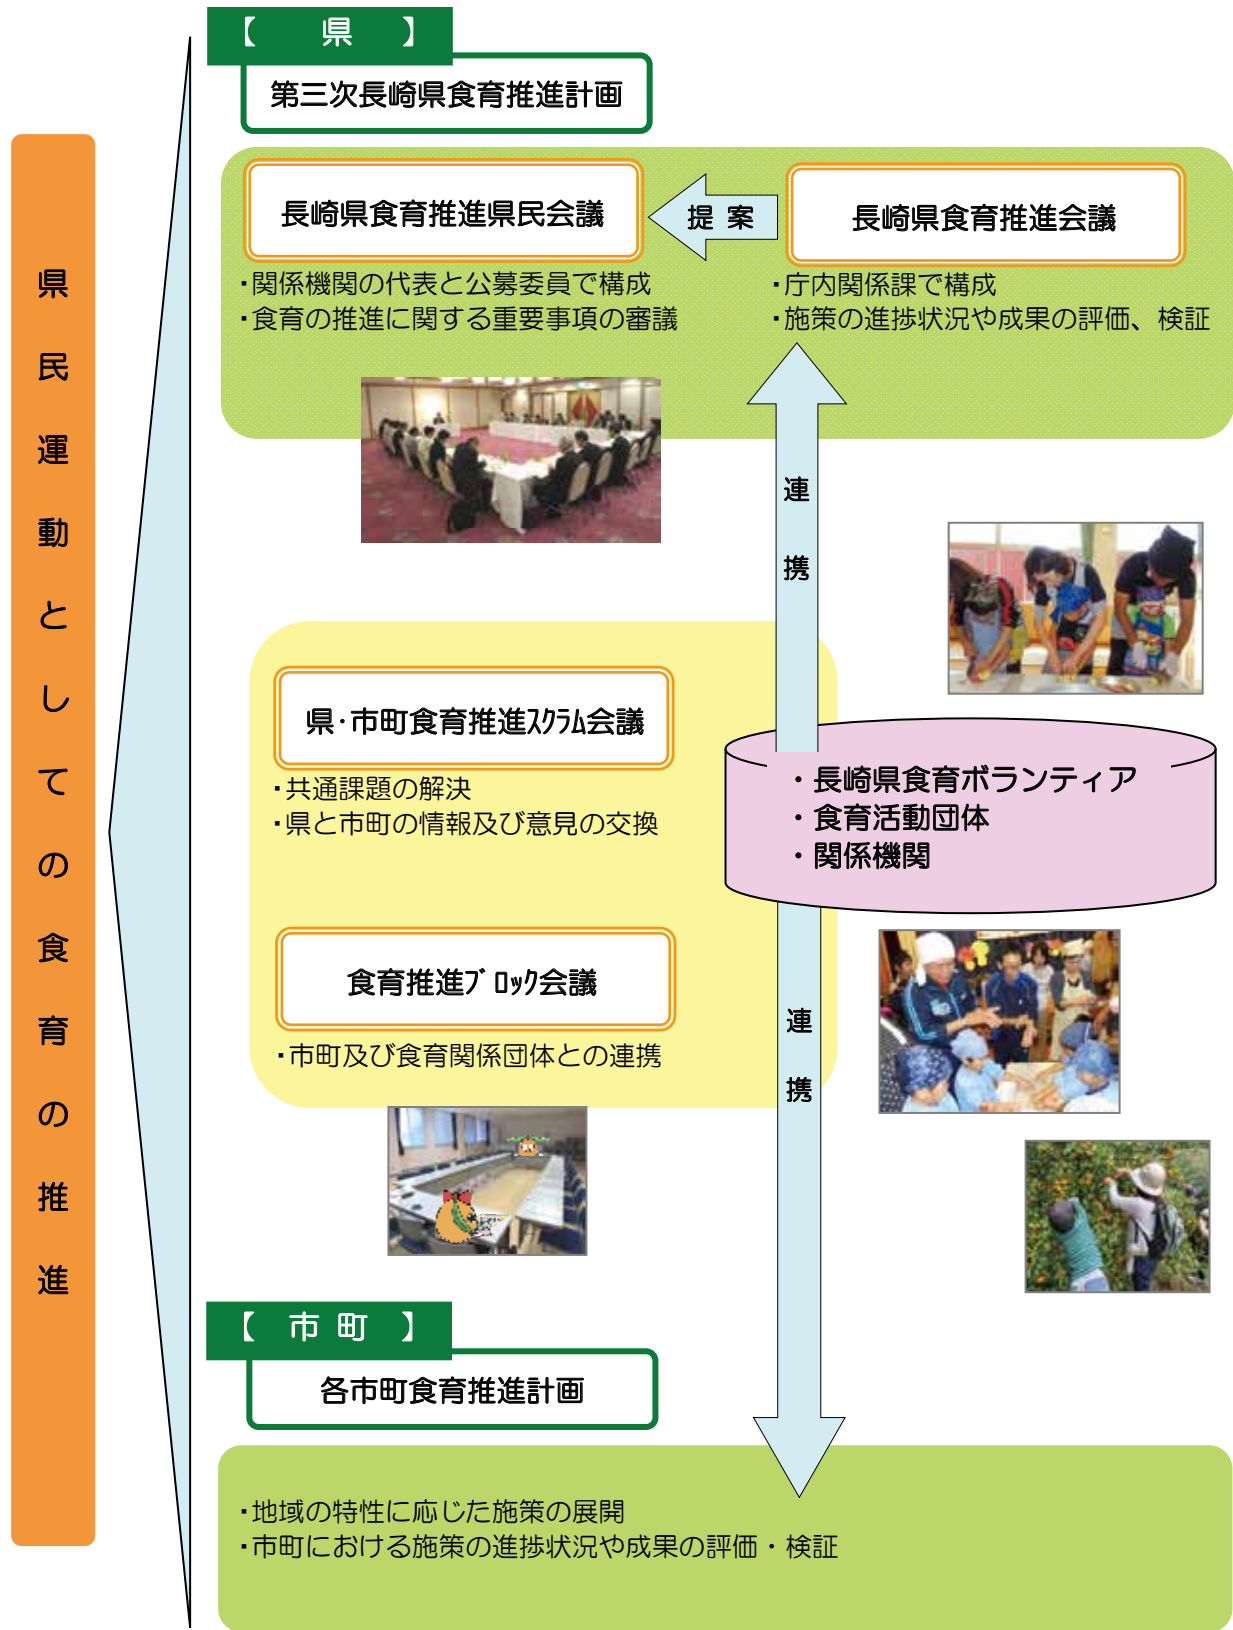 県民運動としての食育の推進
【　県　】
第三次長崎県食育推進計画
長崎県食育推進県民会議
提 案
長崎県食育推進会議
・関係機関の代表と公募委員で構成
・食育の推進に関する重要事項の審議
・庁内関係課で構成
・施策の進捗状況や成果の評価、検証
連携
県・市町食育推進ｽｸﾗﾑ会議
・共通課題の解決
・県と市町の情報及び意見の交換
・長崎県食育ボランティア
・食育活動団体
・関係機関
食育推進ﾌﾞﾛｯｸ会議
・市町及び食育関係団体との連携
連携
【 市 町 】
各市町食育推進計画
・地域の特性に応じた施策の展開
・市町における施策の進捗状況や成果の評価・検証